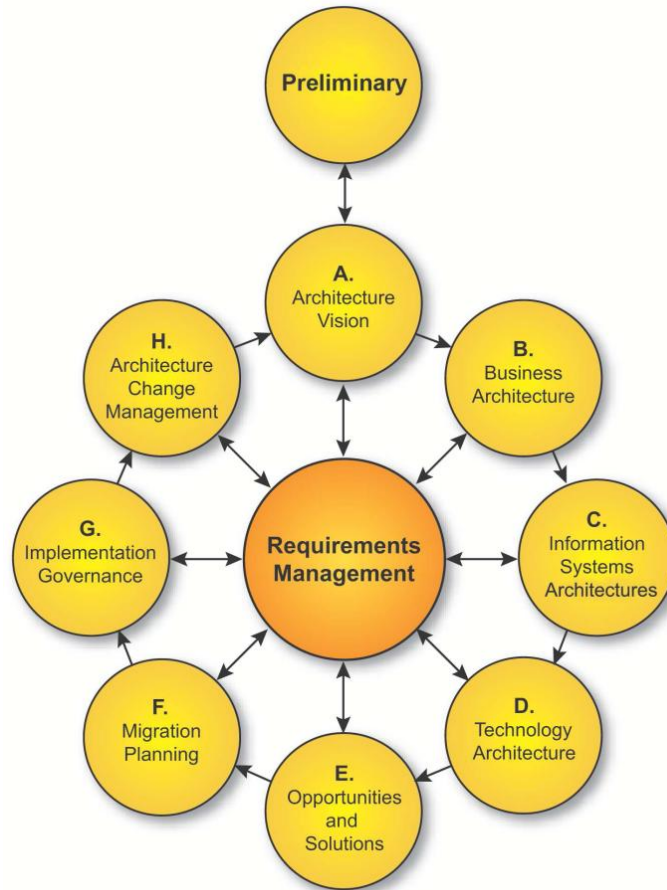 Preliminary
A.
Architecture
Vision
B.
Business
Architecture
C.
Information
Systems
Architectures
D.
Technology
Architecture
E.
Opportunities
and
Solutions
F.
Migration
Planning
G.
Implementation
Governance
H.
Architecture
Change
Management
Requirements
Management